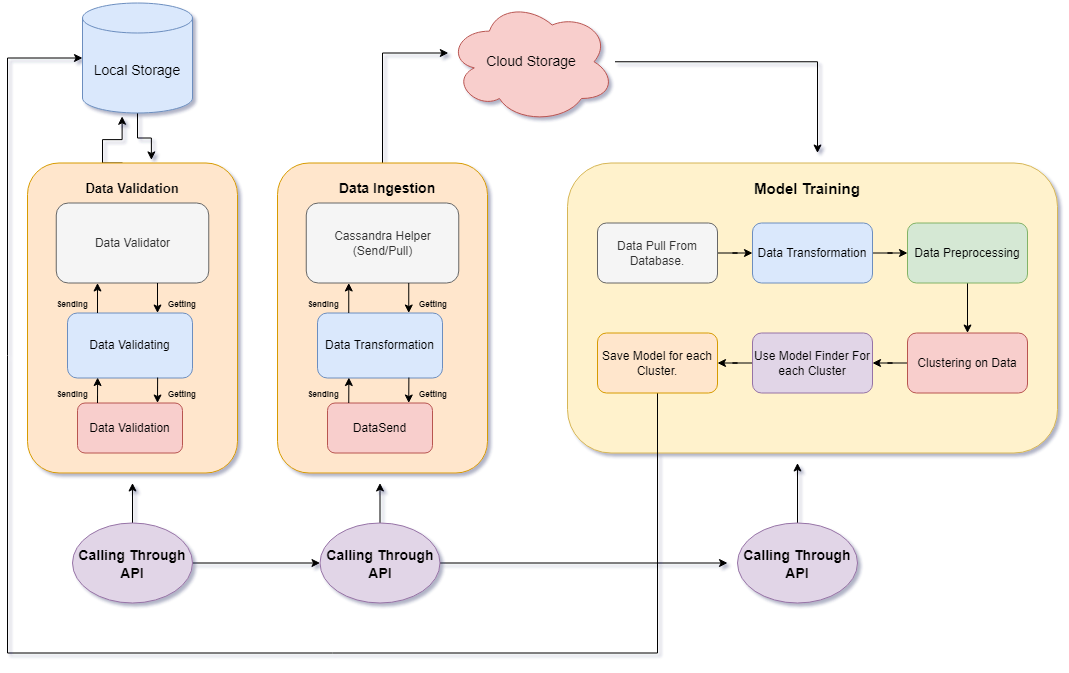 Local Storage
Cloud Storage
Data Validation
Data Validator
Sending
Getting
Data Validating
Sending
Getting
Data Validation
Data Ingestion
Cassandra Helper
(Send/Pull)
Sending
Getting
Data Transformation
Sending
Getting
DataSend
Model Training
Data Pull From
Database.
Data Transformation
Data Preprocessing
Clustering on Data
Use Model Finder For
each Cluster
Save Model for each
Cluster.
Calling Through
API
Calling Through
API
Calling Through
API